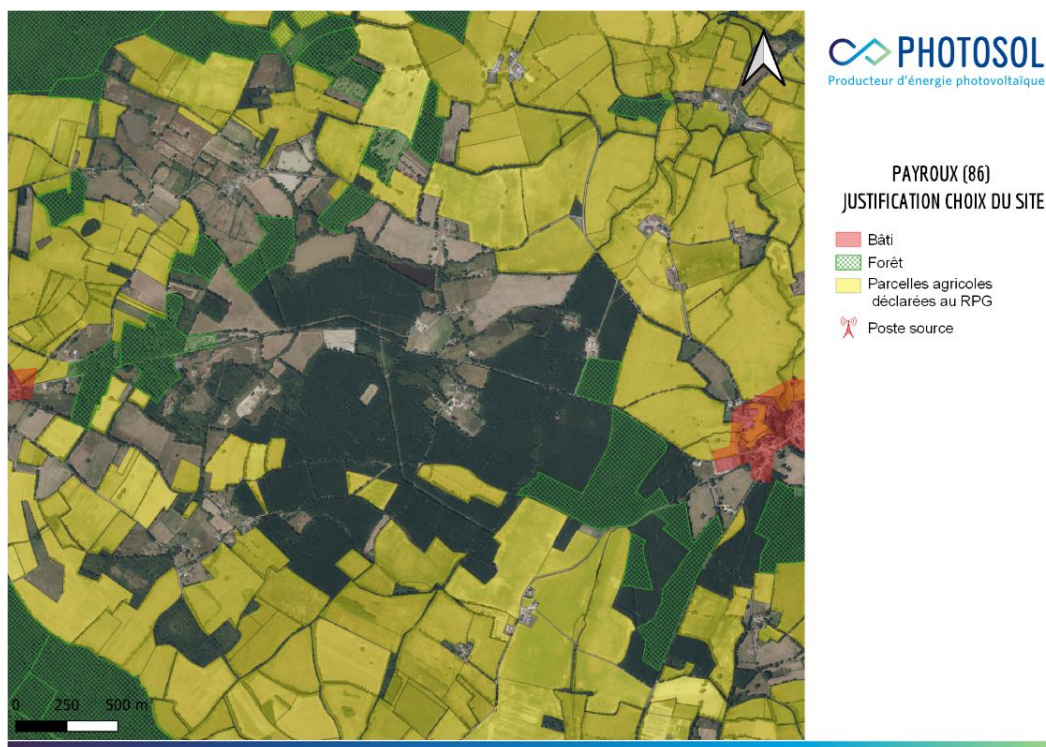 PHOTOSOL
Producteur d'énergie photovoltaïque
PAYROUX (86)
JUSTIFICATION CHOIX DU SITE
Bâti
Forêt
Parcelles agricoles
déclarées au RPG
Poste source
0 250 500 m